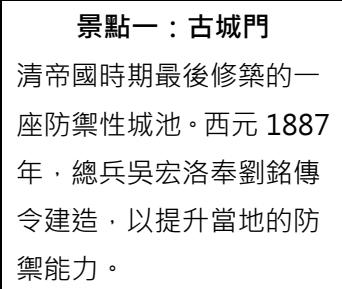 景點一：古城門
清帝國時期最後修築的一
座防禦性城池。西元 1887
年，總兵吳宏洛奉劉銘傳
令建造，以提升當地的防
禦能力。